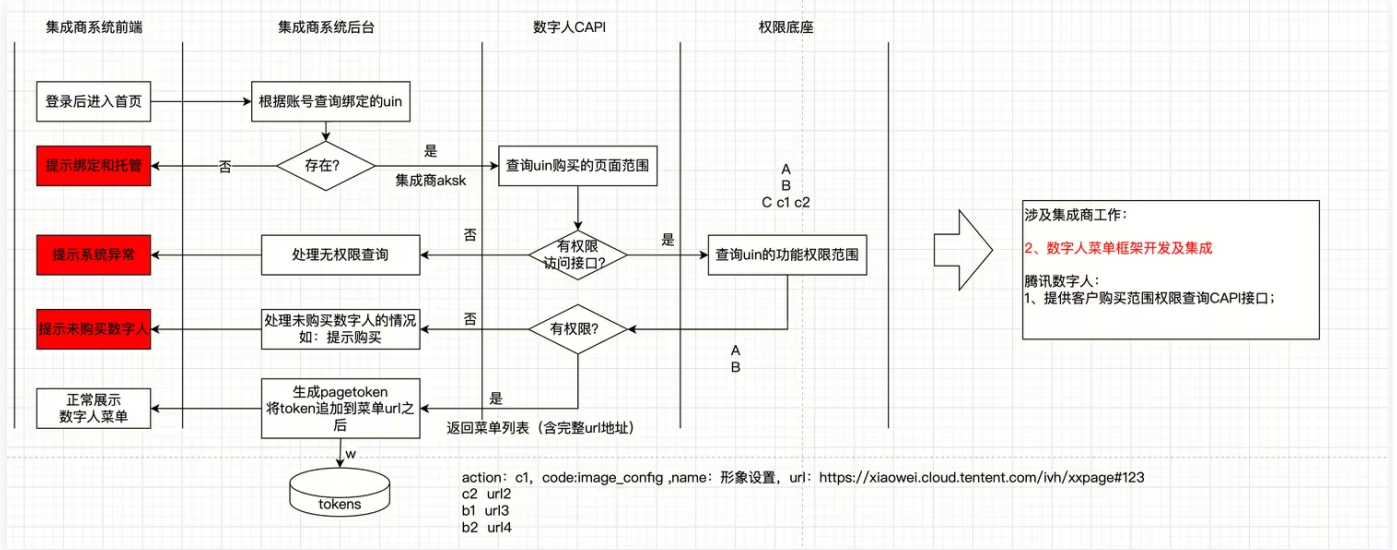 集成商系统前端
集成商系统后台
数字人CAPI
权限底座
登录后进入首页
根据账号查询绑定的uin
提示绑定和托管
否
存在?
是
集成商aksk
查询uin购买的页面范围
A
B
C c1 c2
提示系统异常
处理无权限查询
否
有权限
访问接口?
是
查询uin的功能权限范围
提示未购买数字人
处理未购买数字人的情况
如：提示购买
否
有权限?
A
B
正常展示
数字人菜单
生成pagetoken
将token追加到菜单url之
后
是
返回菜单列表（含完整url地址）
w
tokens
涉及集成商工作：
2、数字人菜单框架开发及集成
腾讯数字人：
1、提供客户购买范围权限查询CAPI接口；
action：c1，code:image_config ,name：形象设置，url：https://xiaowei.cloud.tentent.com/ivh/xxpage#123
c2 url2
b1 url3
b2 url4